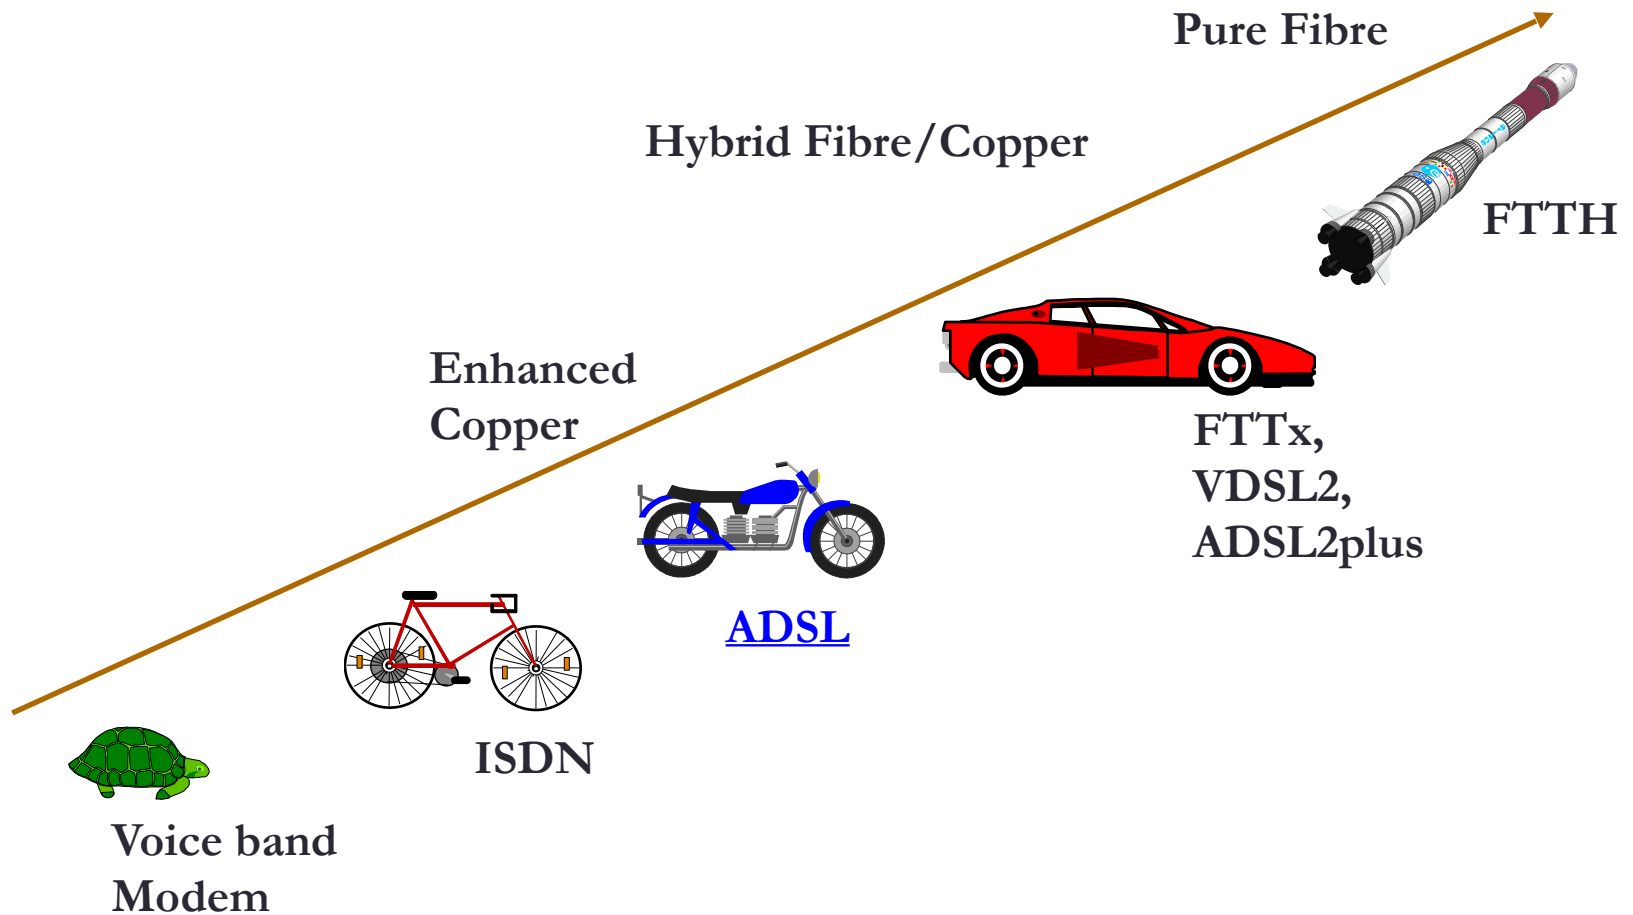 Pure Fibre
Hybrid Fibre/Copper
FTTH
Enhanced
Copper
FTTx,
VDSL2,
ADSL2plus
ADSL
ISDN
Voice band
Modem